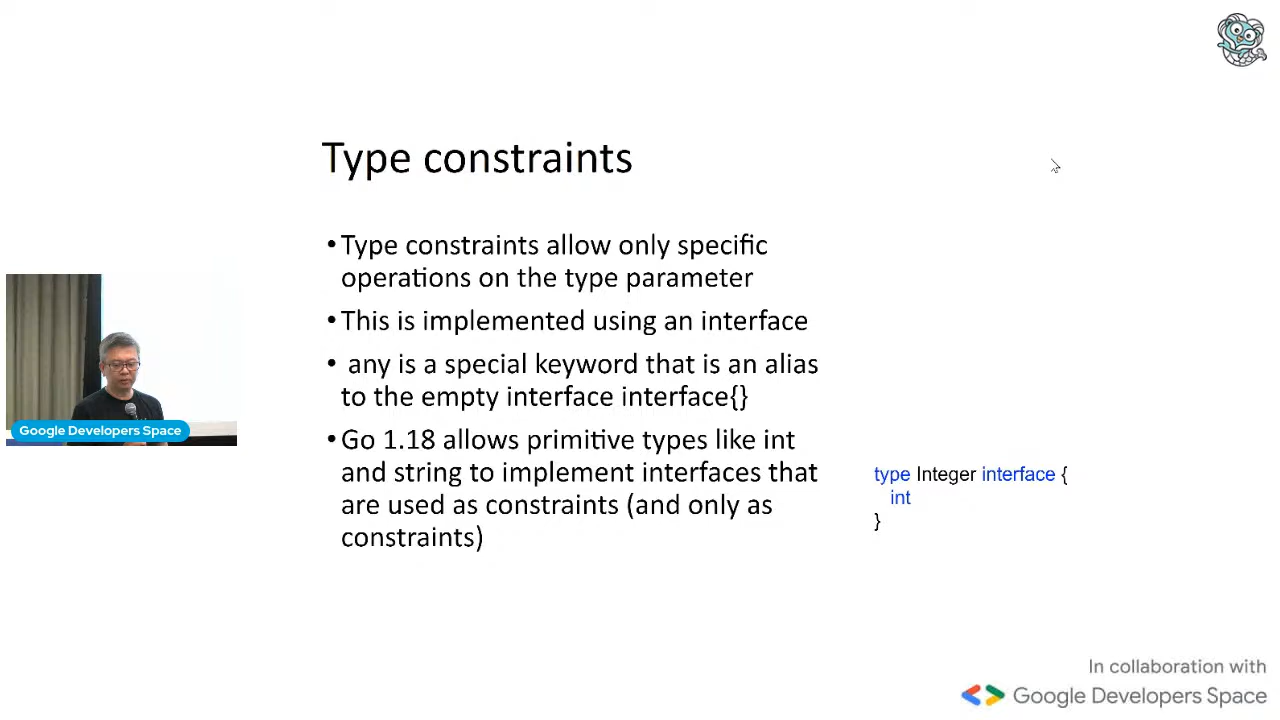 Type constraints
• Type constraints allow only specific
operations on the type parameter
• This is implemented using an interface
• any is a special keyword that is an alias
to the empty interface interface{}
• Go 1.18 allows primitive types like int
and string to implement interfaces that
are used as constraints (and only as
constraints)
type Integer interface {
int
}
Google Developers Space
In collaboration with
Google Developers Space